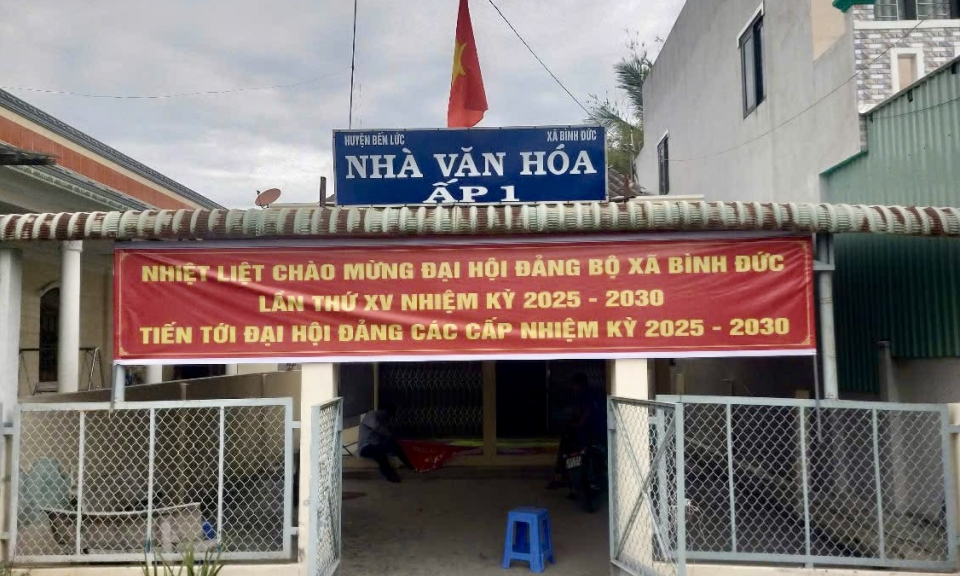 HUYỆN BẾN LỨC XÃ BÌNH ĐỨC
NHÀ VĂN HÓA
ẤP 1
NHIỆT LIỆT CHÀO MỪNG ĐẠI HỘI ĐẢNG BỘ XÃ BÌNH ĐỨC
LẦN THỨ XV NHIỆM KỲ 2025 - 2030
TIẾN TỚI ĐẠI HỘI ĐẢNG CÁC CẤP NHIỆM KỲ 2025 - 2030